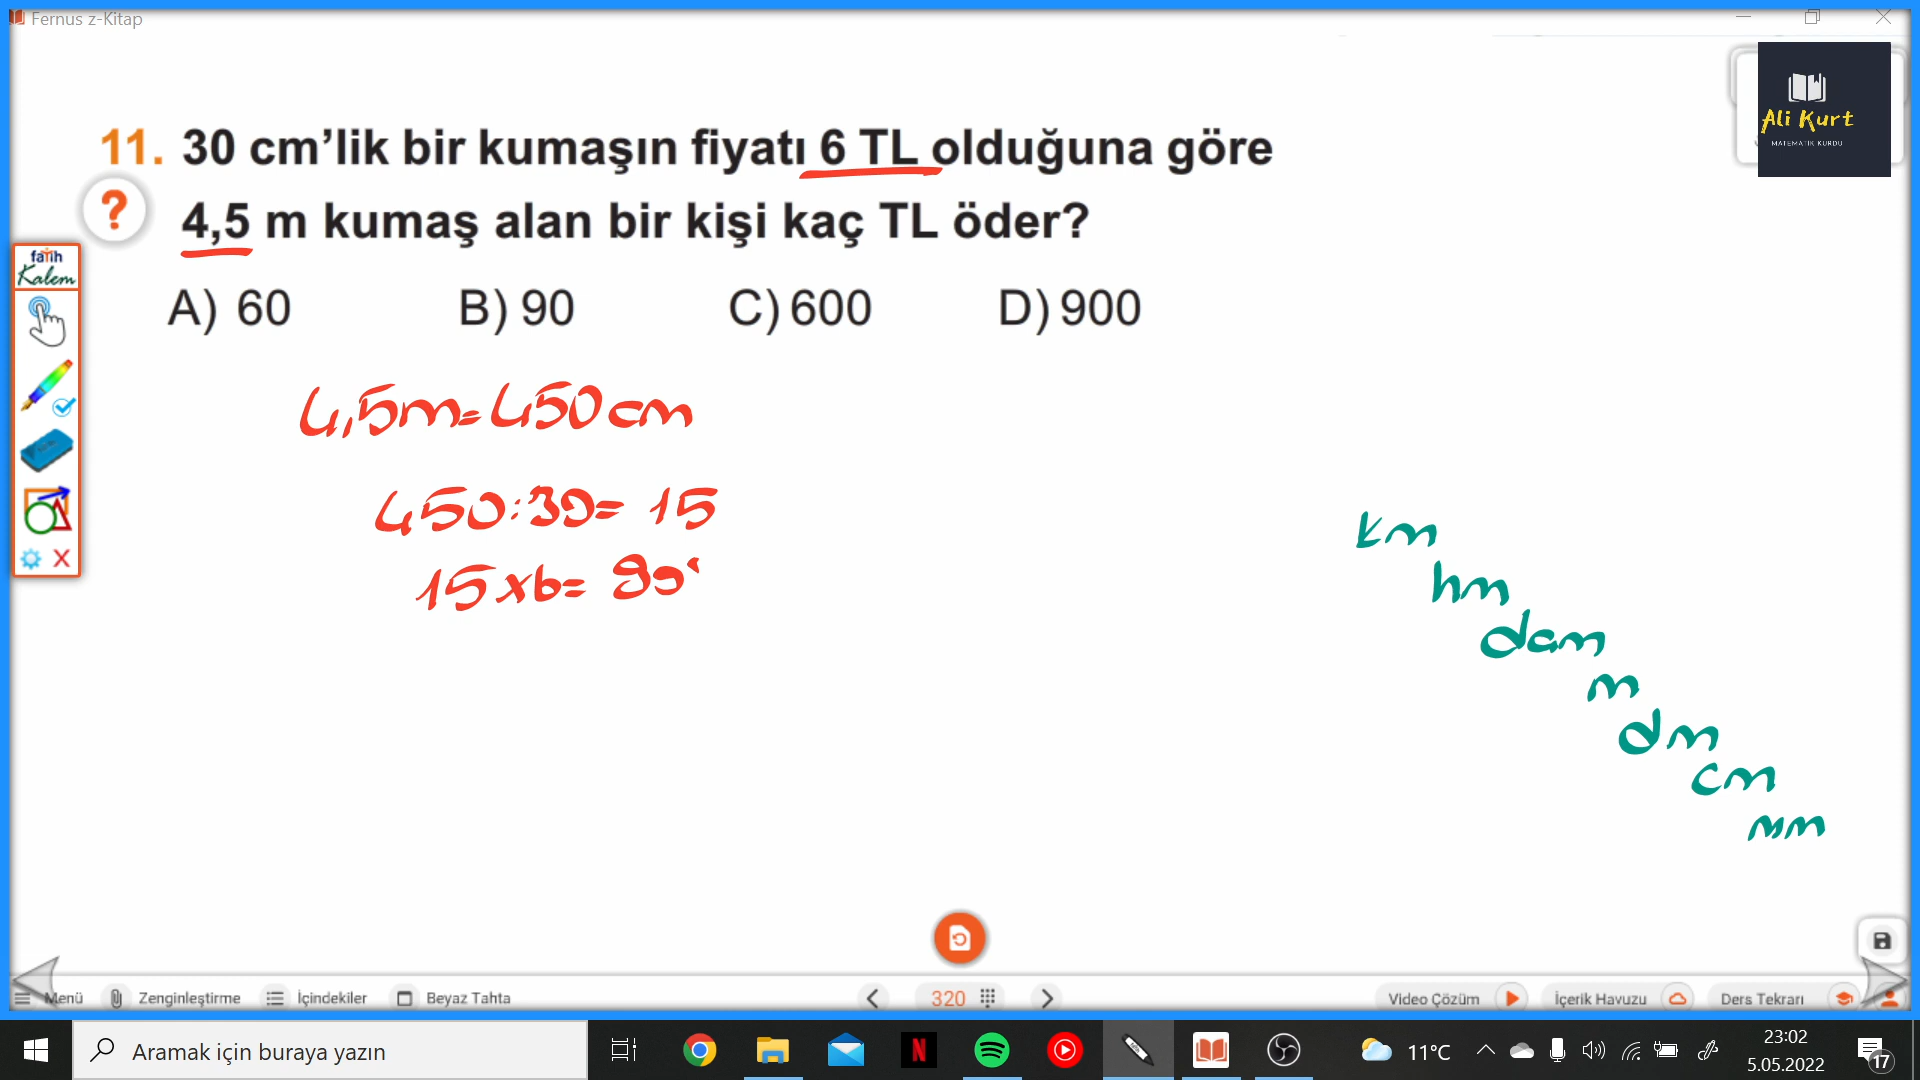 Fernus z-Kitap
Ali Kurt
MATEMATİK KURDU
11. 30 cm’lik bir kumaşın fiyatı 6 TL olduğuna göre
?
4,5 m kumaş alan bir kişi kaç TL öder?
A) 60 B) 90 C) 600 D) 900
fatih
Kalem
4,5m=450cm
450:30= 15
15x6= 90
km
hm
dam
m
dm
cm
mm
Menü Zenginleştirme İçindekiler Beyaz Tahta 320 Video Çözüm İçerik Havuzu Ders Tekrarı
Aramak için buraya yazın
N
11°C
23:02
5.05.2022
17